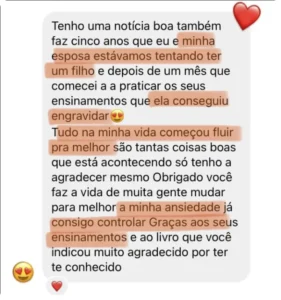 Tenho uma notícia boa também
faz cinco anos que eu e minha
esposa estávamos tentando ter
um filho e depois de um mês que
comecei a a praticar os seus
ensinamentos que ela conseguiu
engravidar😍
Tudo na minha vida começou fluir
pra melhor são tantas coisas boas
que está acontecendo só tenho a
agradecer mesmo Obrigado você
faz a vida de muita gente mudar
para melhor a minha ansiedade já
consigo controlar Graças aos seus
ensinamentos e ao livro que você
indicou muito agradecido por ter
te conhecido